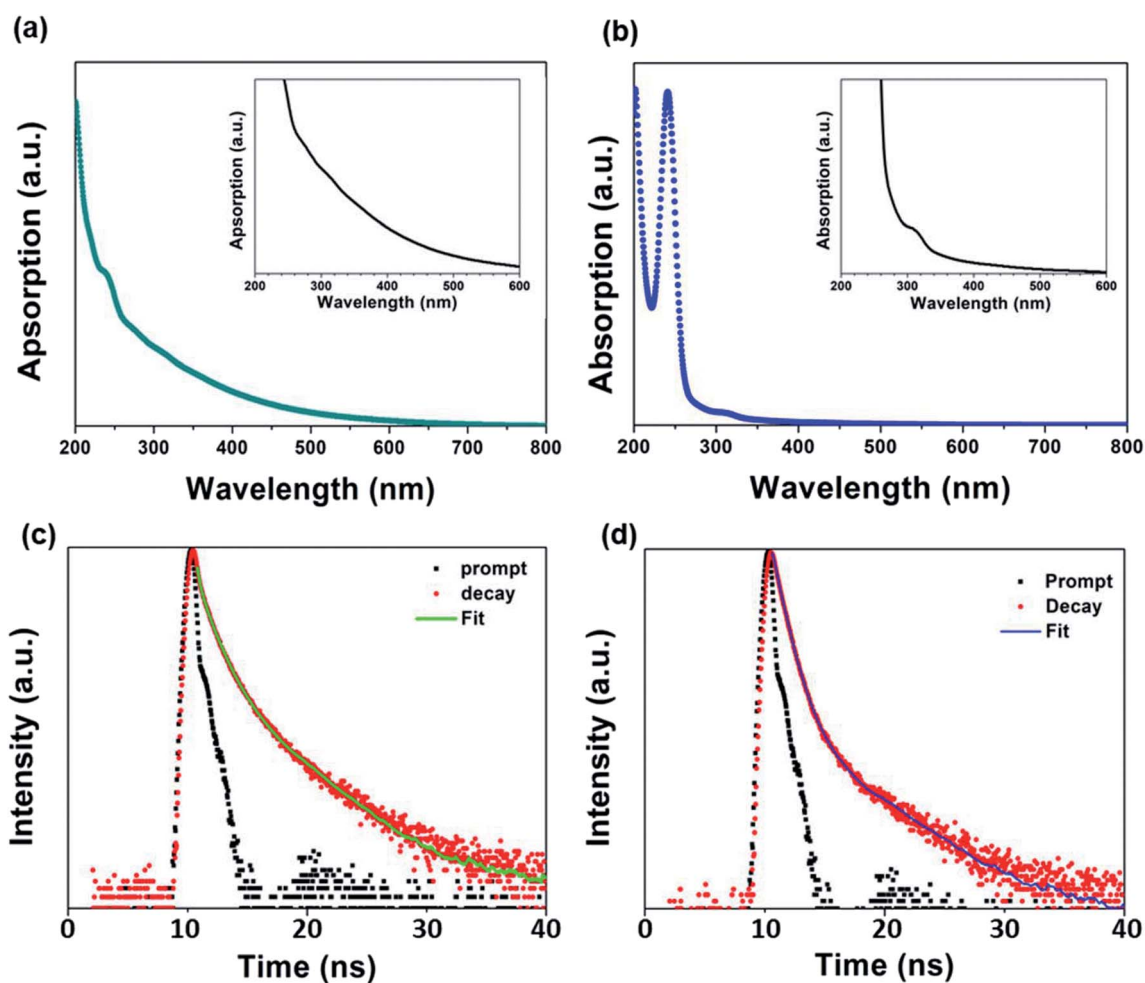 (a)
Apsorption (a.u.)
200 300 400 500 600 700 800
Wavelength (nm)
Apsorption (a.u.)
200 300 400 500 600
Wavelength (nm)
(b)
Absorption (a.u.)
200 300 400 500 600 700 800
Wavelength (nm)
Absorption (a.u.)
200 300 400 500 600
Wavelength (nm)
(c)
Intensity (a.u.)
prompt
decay
Fit
0 10 20 30 40
Time (ns)
(d)
Intensity (a.u.)
Prompt
Decay
Fit
0 10 20 30 40
Time (ns)